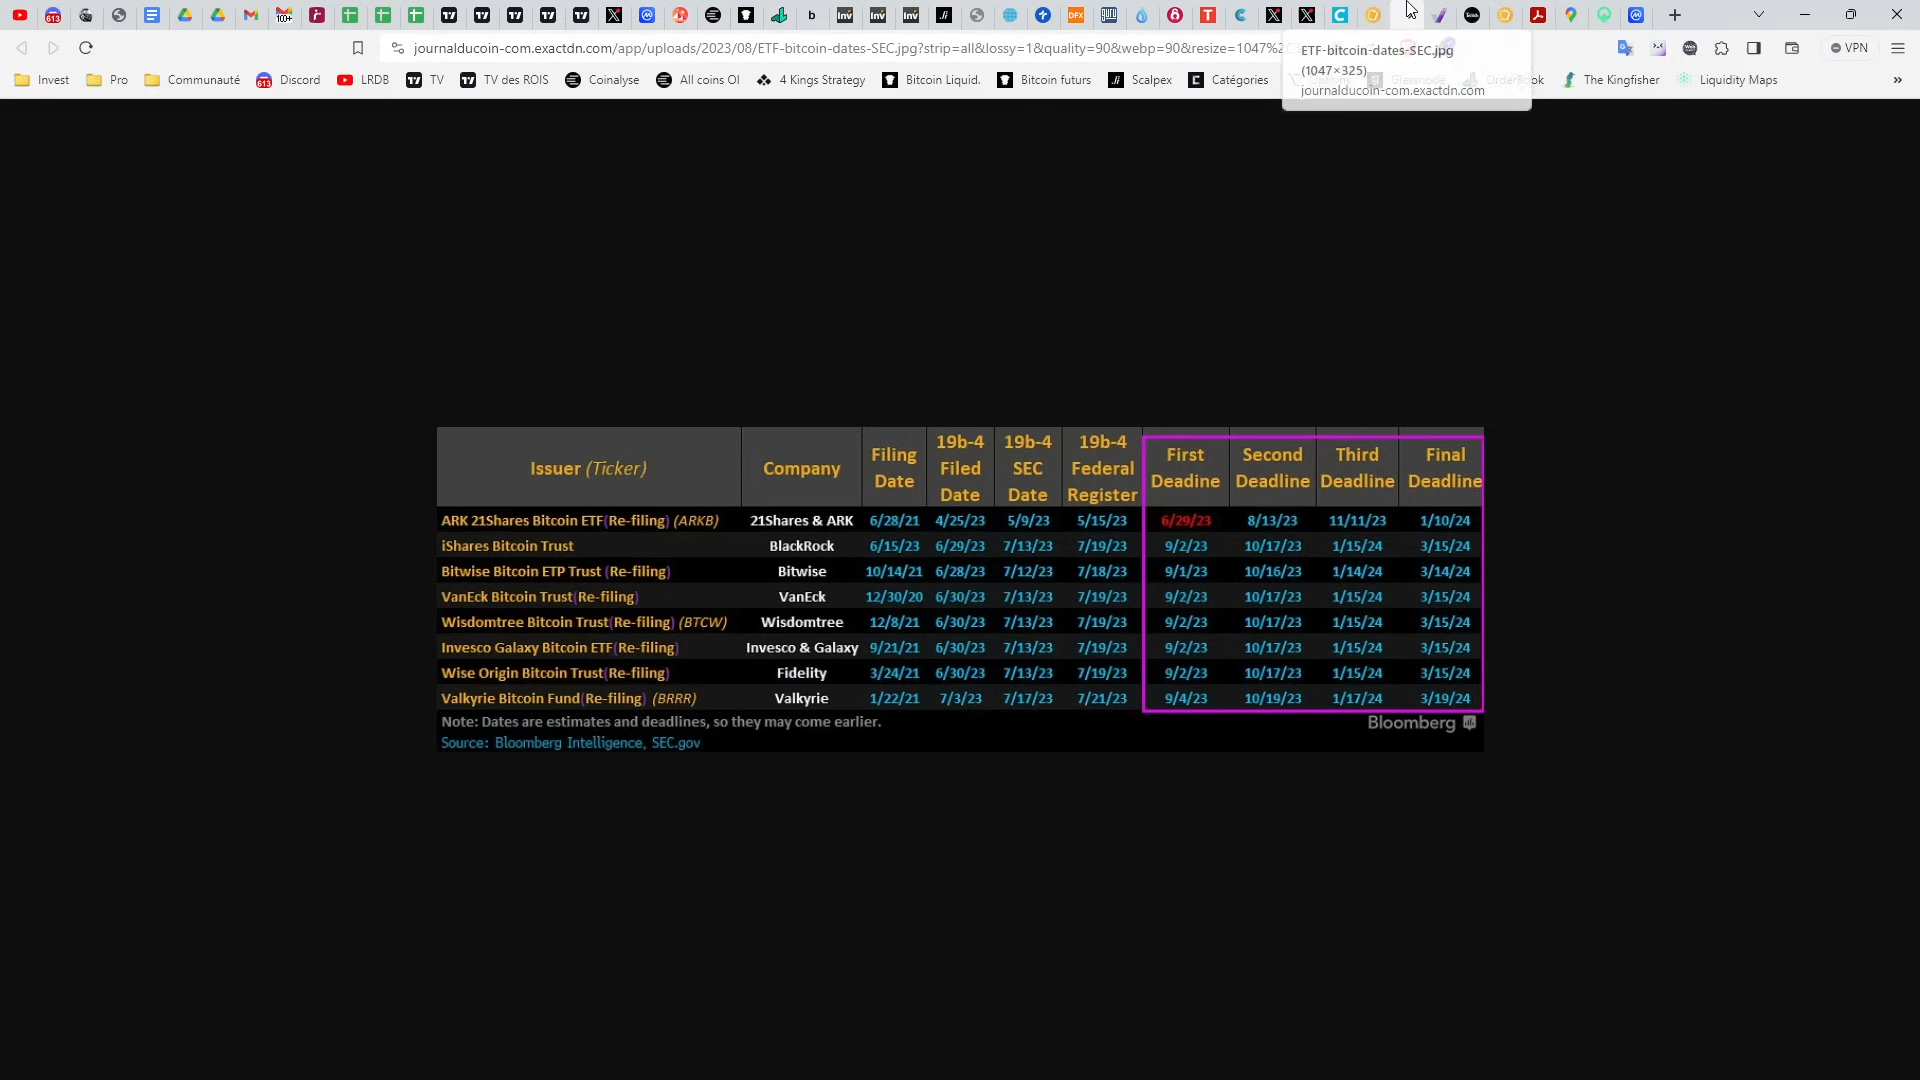 613
100+
journalducoin-com.exactdn.com/app/uploads/2023/08/ETF-bitcoin-dates-SEC.jpg?strip=all&lossy=1&quality=90&webp=90&resize=1047%2
VPN
ETF-bitcoin-dates-SEC.jpg
(1047×325)
journalducoin-com.exactdn.com
Invest Pro Communauté Discord LRDB TV TV des ROIS Coinalyse All coins OI 4 Kings Strategy Bitcoin Liquid. Bitcoin futurs Scalpex Catégories Glassnode OrderBook The Kingfisher Liquidity Maps »
Issuer (Ticker) Company Filing Date 19b-4 Filed Date 19b-4 SEC Date 19b-4 Federal Register First Deadine Second Deadline Third Deadline Final Deadline
ARK 21Shares Bitcoin ETF(Re-filing) (ARKB) 21Shares & ARK 6/28/21 4/25/23 5/9/23 5/15/23 6/29/23 8/13/23 11/11/23 1/10/24
iShares Bitcoin Trust BlackRock 6/15/23 6/29/23 7/13/23 7/19/23 9/2/23 10/17/23 1/15/24 3/15/24
Bitwise Bitcoin ETP Trust (Re-filing) Bitwise 10/14/21 6/28/23 7/12/23 7/18/23 9/1/23 10/16/23 1/14/24 3/14/24
VanEck Bitcoin Trust(Re-filing) VanEck 12/30/20 6/30/23 7/13/23 7/19/23 9/2/23 10/17/23 1/15/24 3/15/24
Wisdomtree Bitcoin Trust(Re-filing) (BTCW) Wisdomtree 12/8/21 6/30/23 7/13/23 7/19/23 9/2/23 10/17/23 1/15/24 3/15/24
Invesco Galaxy Bitcoin ETF(Re-filing) Invesco & Galaxy 9/21/21 6/30/23 7/13/23 7/19/23 9/2/23 10/17/23 1/15/24 3/15/24
Wise Origin Bitcoin Trust(Re-filing) Fidelity 3/24/21 6/30/23 7/13/23 7/19/23 9/2/23 10/17/23 1/15/24 3/15/24
Valkyrie Bitcoin Fund(Re-filing) (BRRR) Valkyrie 1/22/21 7/3/23 7/17/23 7/21/23 9/4/23 10/19/23 1/17/24 3/19/24
Note: Dates are estimates and deadlines, so they may come earlier.
Bloomberg
Source: Bloomberg Intelligence, SEC.gov